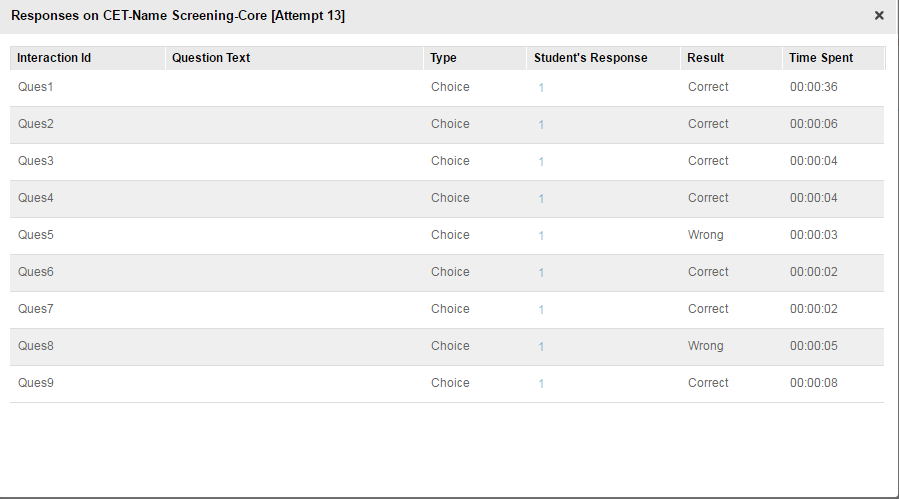 Responses on CET-Name Screening-Core [Attempt 13]
Interaction Id Question Text Type Student's Response Result Time Spent
Ques1 Choice 1 Correct 00:00:36
Ques2 Choice 1 Correct 00:00:06
Ques3 Choice 1 Correct 00:00:04
Ques4 Choice 1 Correct 00:00:04
Ques5 Choice 1 Wrong 00:00:03
Ques6 Choice 1 Correct 00:00:02
Ques7 Choice 1 Correct 00:00:02
Ques8 Choice 1 Wrong 00:00:05
Ques9 Choice 1 Correct 00:00:08